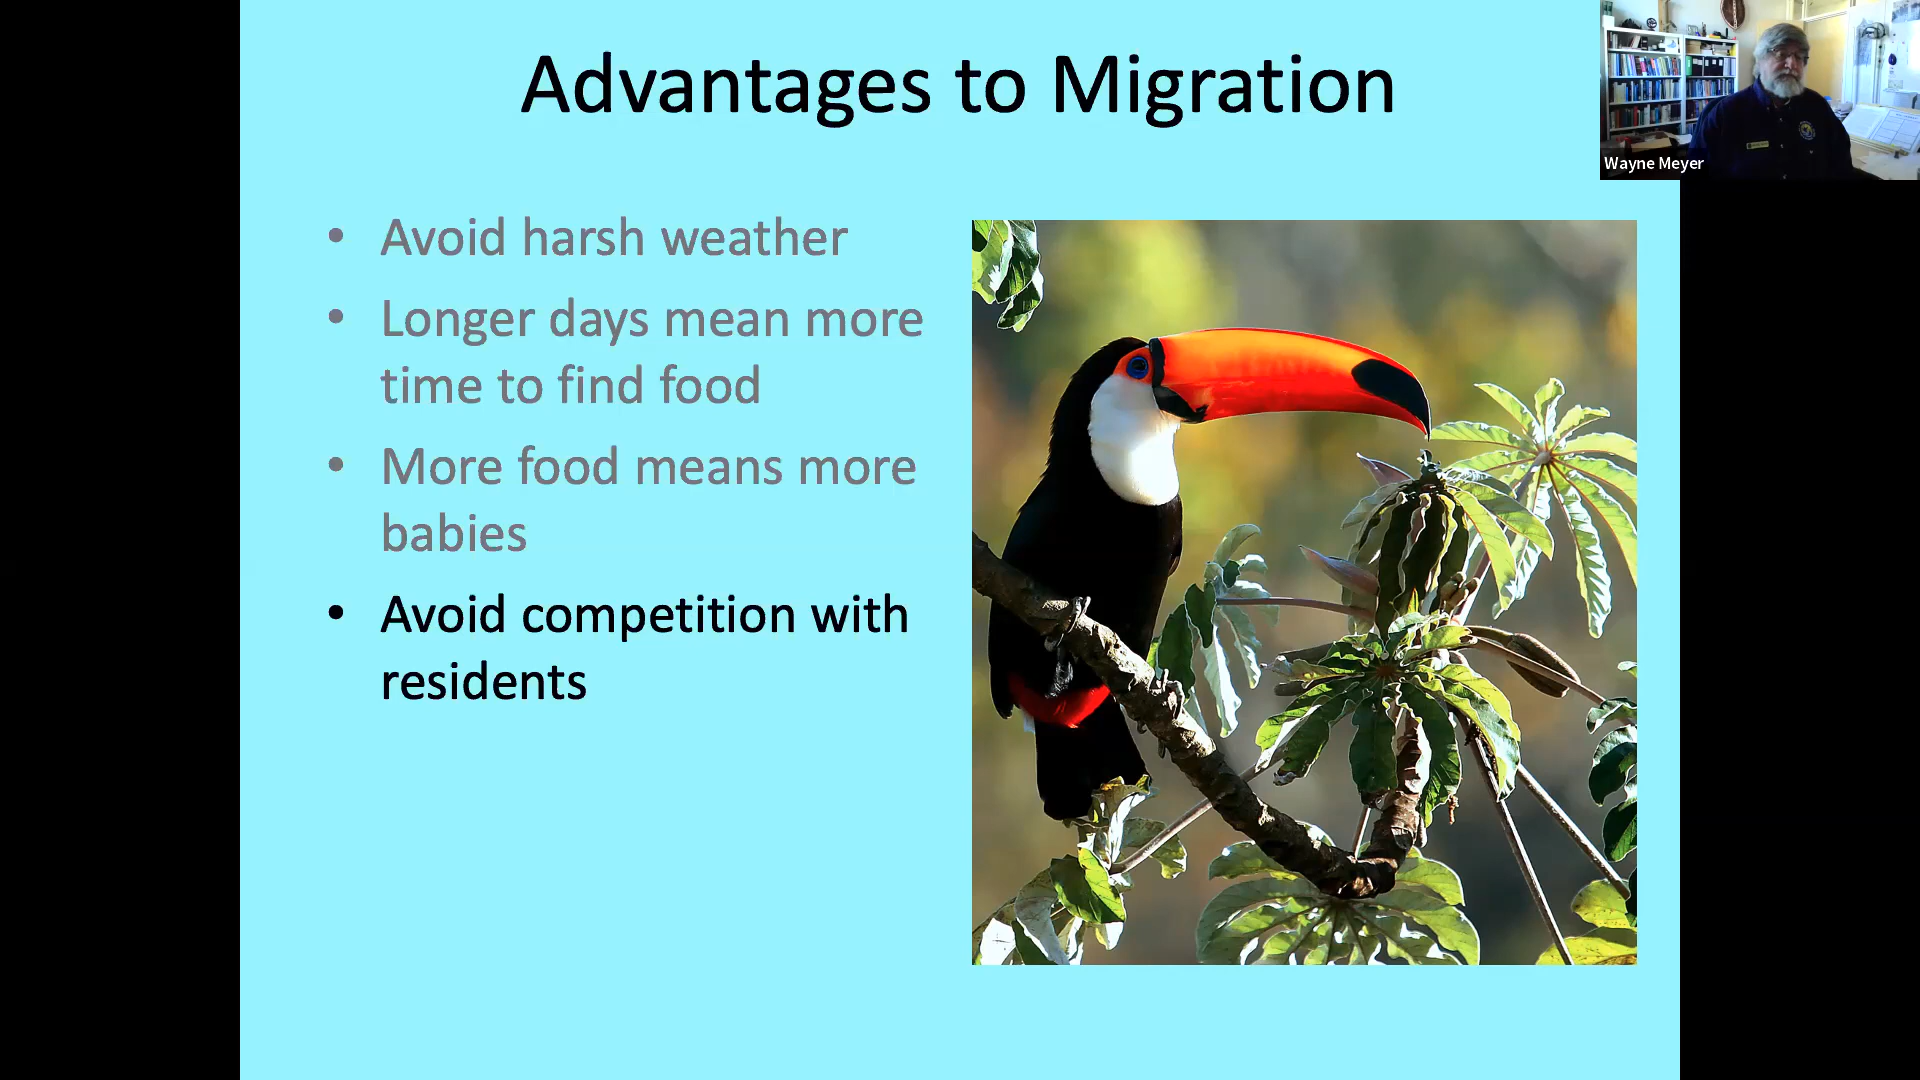 Advantages to Migration
Wayne Meyer
• Avoid harsh weather
• Longer days mean more
time to find food
• More food means more
babies
• Avoid competition with
residents